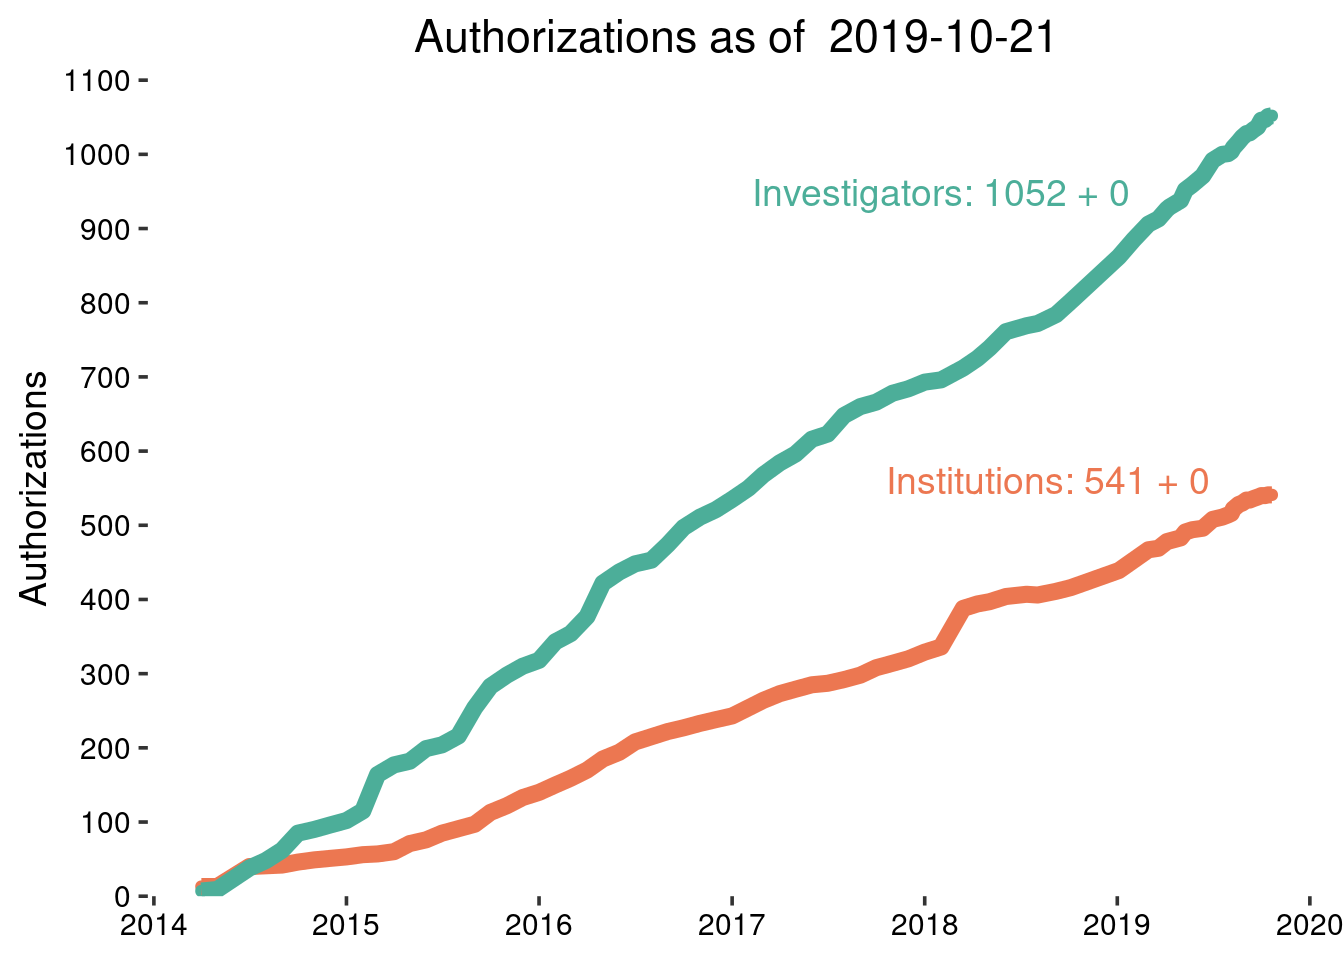 Authorizations as of  2019-10-21
1100
1000
900
800
700
600
500
400
300
200
100
0
Authorizations
Investigators: 1052 + 0
Institutions: 541 + 0
2014 2015 2016 2017 2018 2019 2020